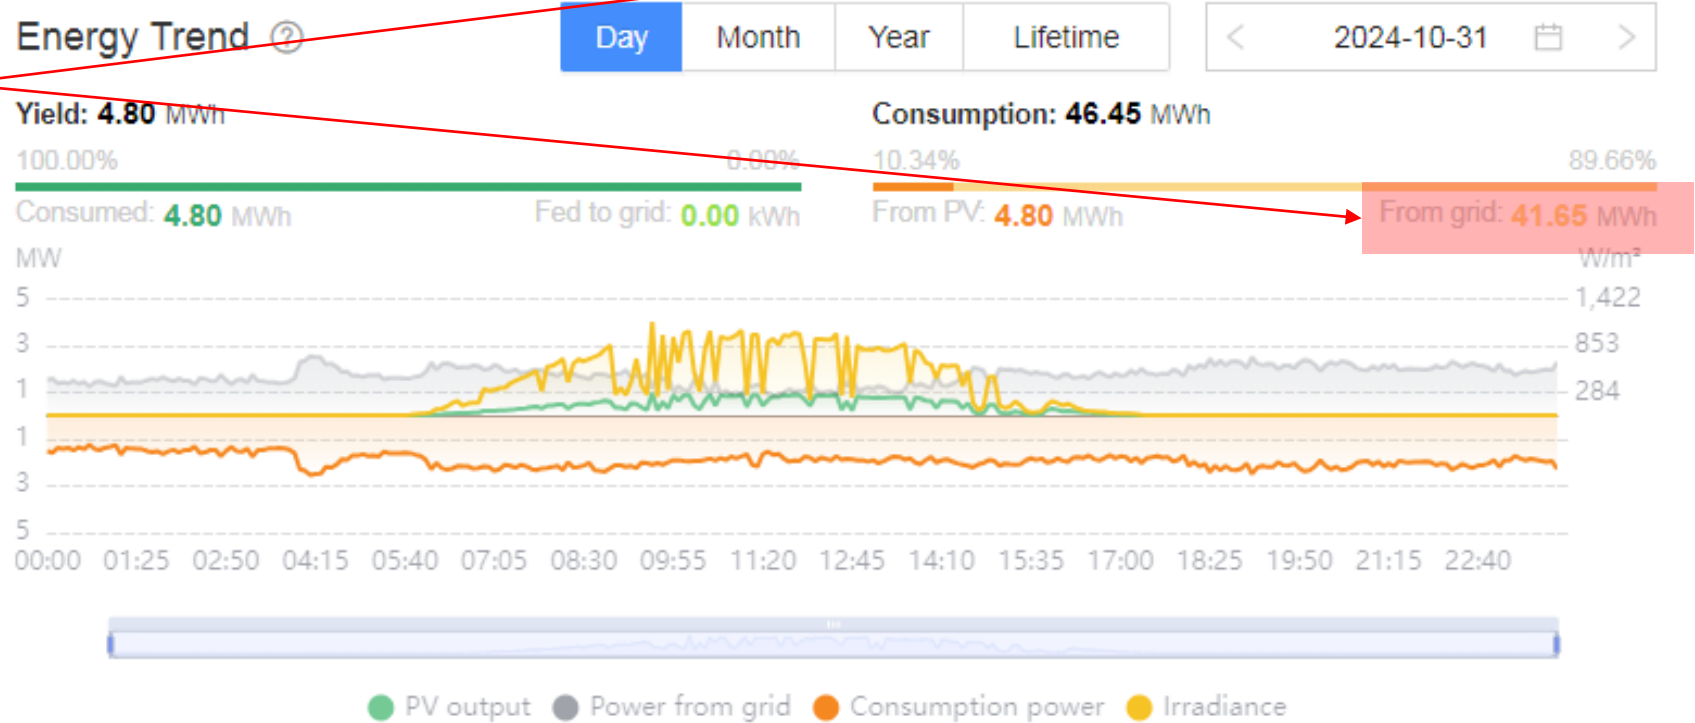 Energy Trend ? Day Month Year Lifetime < 2024-10-31 >
Yield: 4.80 MWh Consumption: 46.45 MWh
100.00% 0.00% 10.34% 89.66%
Consumed: 4.80 MWh Fed to grid: 0.00 kWh From PV: 4.80 MWh From grid: 41.65 MWh
MW W/m²
5 1,422
3 853
1 284
1
3
5
00:00 01:25 02:50 04:15 05:40 07:05 08:30 09:55 11:20 12:45 14:10 15:35 17:00 18:25 19:50 21:15 22:40
PV output Power from grid Consumption power Irradiance